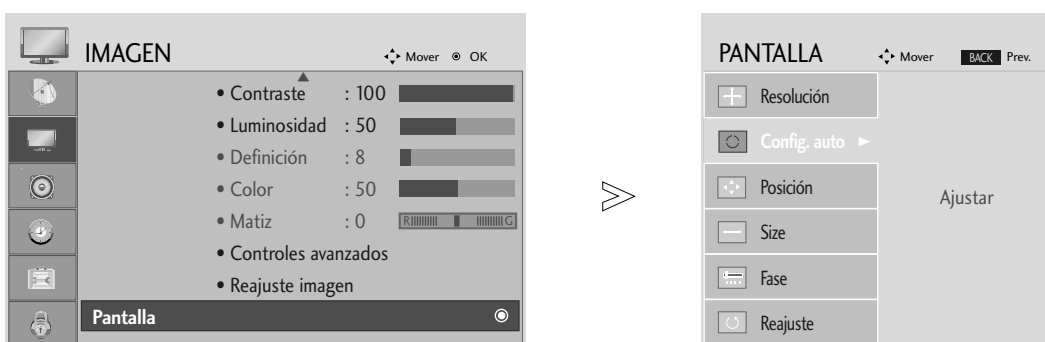 IMAGEN
Mover OK
• Contraste : 100
• Luminosidad : 50
• Definición : 8
• Color : 50
• Matiz : 0 R G
• Controles avanzados
• Reajuste imagen
Pantalla
PANTALLA
Mover BACK Prev.
Resolución
Config. auto
Posición
Size
Fase
Reajuste
Ajustar